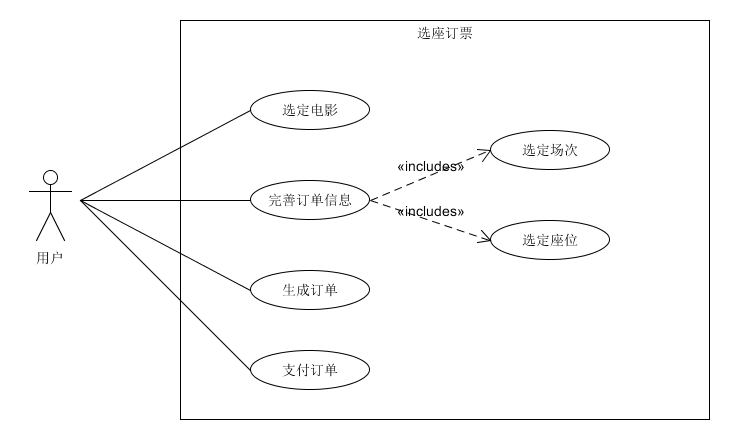 选座订票
选定电影
选定场次
«includes»
完善订单信息
«includes»
选定座位
用户
生成订单
支付订单